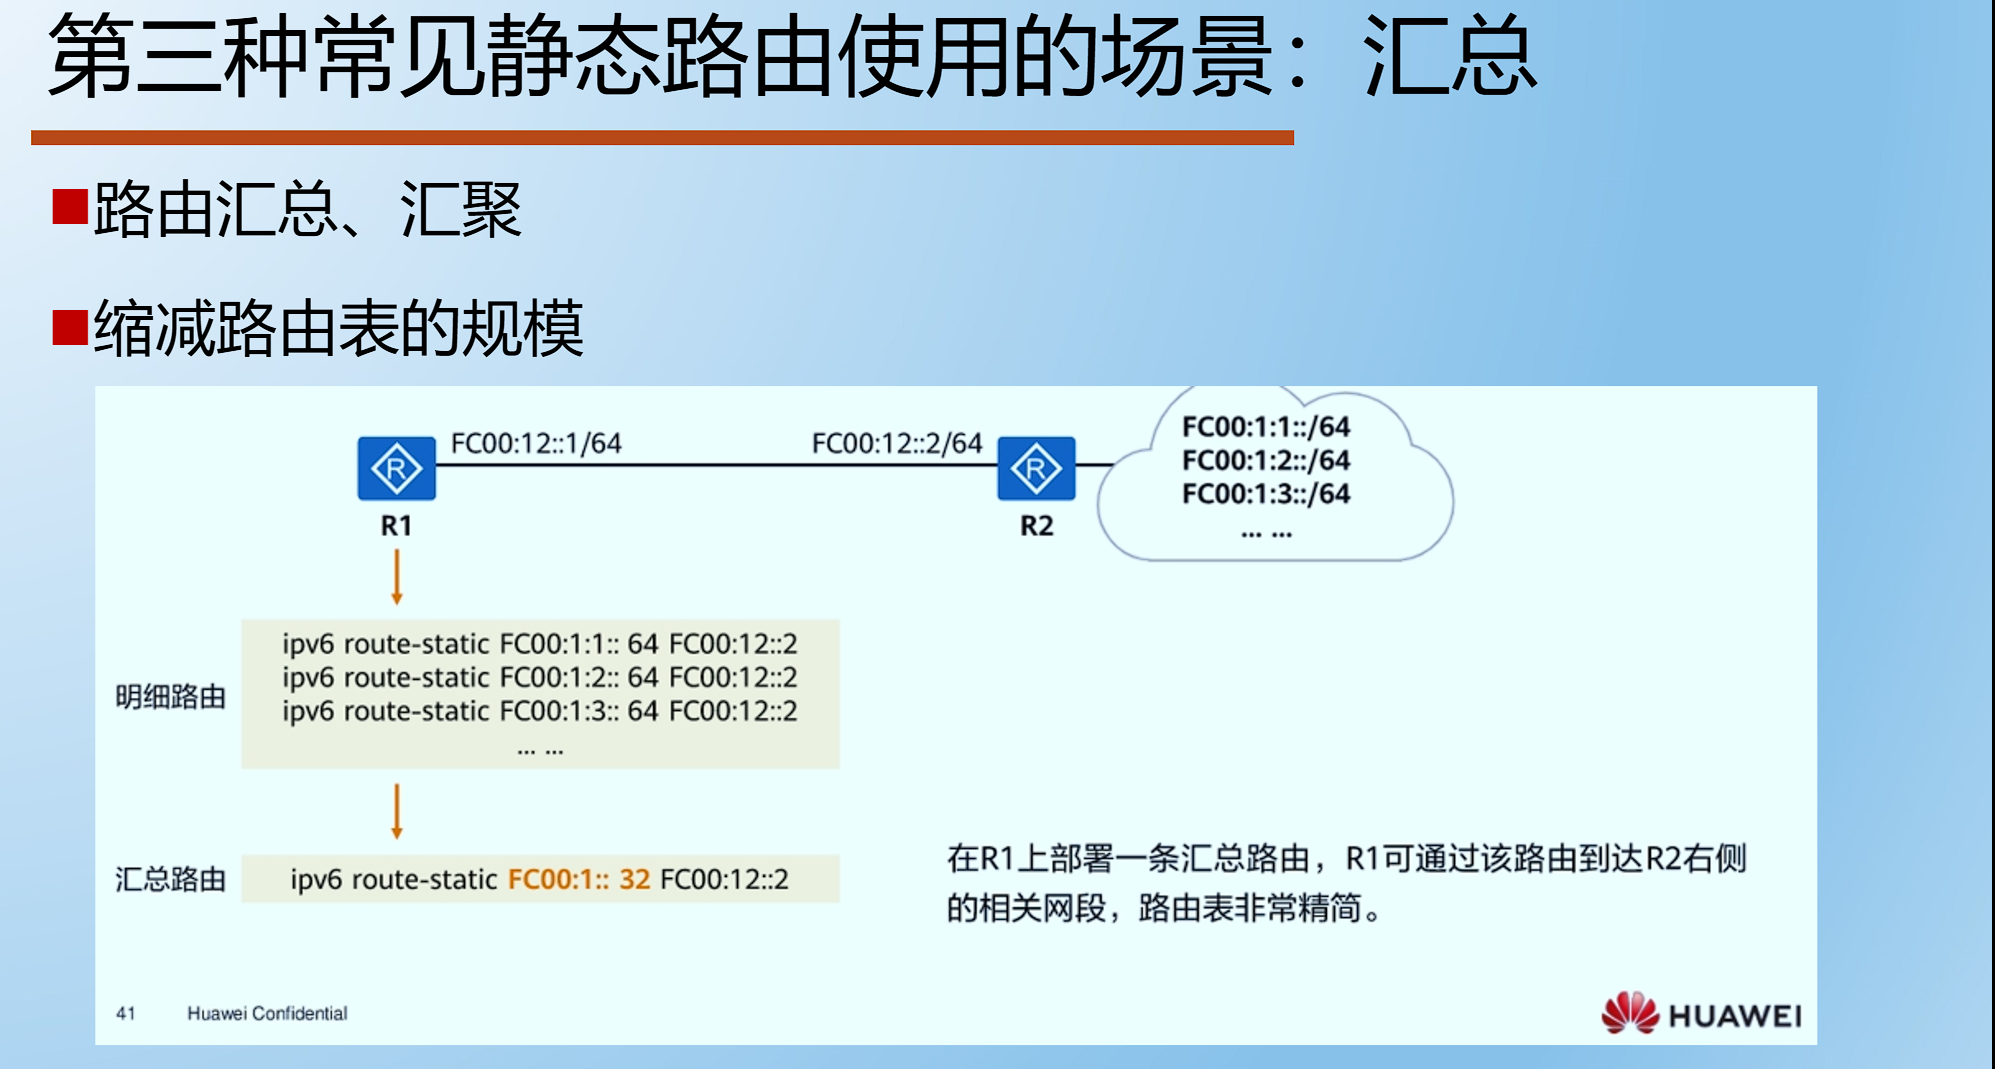 第三种常见静态路由使用的场景：汇总
路由汇总、汇聚
缩减路由表的规模
FC00:12::1/64
FC00:12::2/64
FC00:1:1::/64
FC00:1:2::/64
FC00:1:3::/64
... ...
R
R
R1
R2
明细路由
ipv6 route-static FC00:1:1:: 64 FC00:12::2
ipv6 route-static FC00:1:2:: 64 FC00:12::2
ipv6 route-static FC00:1:3:: 64 FC00:12::2
... ...
汇总路由
ipv6 route-static FC00:1:: 32 FC00:12::2
在R1上部署一条汇总路由，R1可通过该路由到达R2右侧
的相关网段，路由表非常精简。
41 Huawei Confidential
HUAWEI